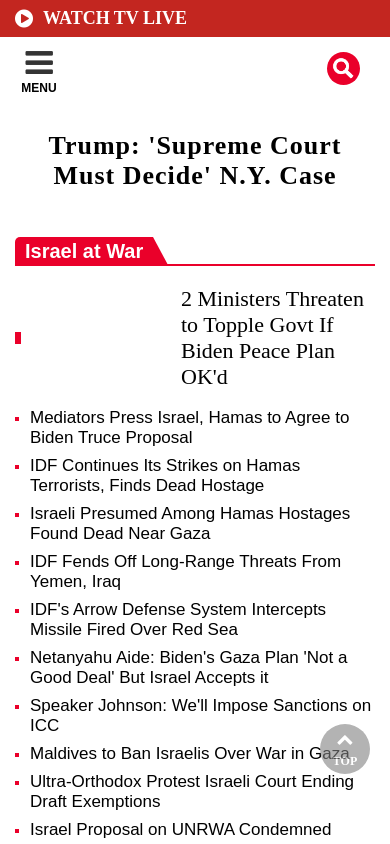 WATCH TV LIVE
MENU
Trump: 'Supreme Court
Must Decide' N.Y. Case
Israel at War
2 Ministers Threaten
to Topple Govt If
Biden Peace Plan
OK'd
Mediators Press Israel, Hamas to Agree to
Biden Truce Proposal
IDF Continues Its Strikes on Hamas
Terrorists, Finds Dead Hostage
Israeli Presumed Among Hamas Hostages
Found Dead Near Gaza
IDF Fends Off Long-Range Threats From
Yemen, Iraq
IDF's Arrow Defense System Intercepts
Missile Fired Over Red Sea
Netanyahu Aide: Biden's Gaza Plan 'Not a
Good Deal' But Israel Accepts it
Speaker Johnson: We'll Impose Sanctions on
ICC
Maldives to Ban Israelis Over War in Gaza
TOP
Ultra-Orthodox Protest Israeli Court Ending
Draft Exemptions
Israel Proposal on UNRWA Condemned